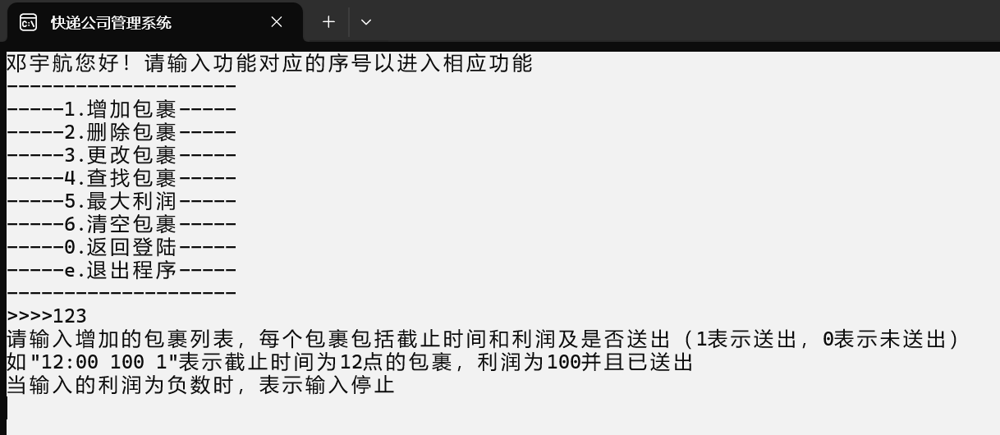 快递公司管理系统
邓宇航您好！请输入功能对应的序号以进入相应功能
--------------------
-----1.增加包裹-----
-----2.删除包裹-----
-----3.更改包裹-----
-----4.查找包裹-----
-----5.最大利润-----
-----6.清空包裹-----
-----0.返回登陆-----
-----e.退出程序-----
--------------------
>>>>123
请输入增加的包裹列表，每个包裹包括截止时间和利润及是否送出（1表示送出，0表示未送出）
如"12:00 100 1"表示截止时间为12点的包裹，利润为100并且已送出
当输入的利润为负数时，表示输入停止